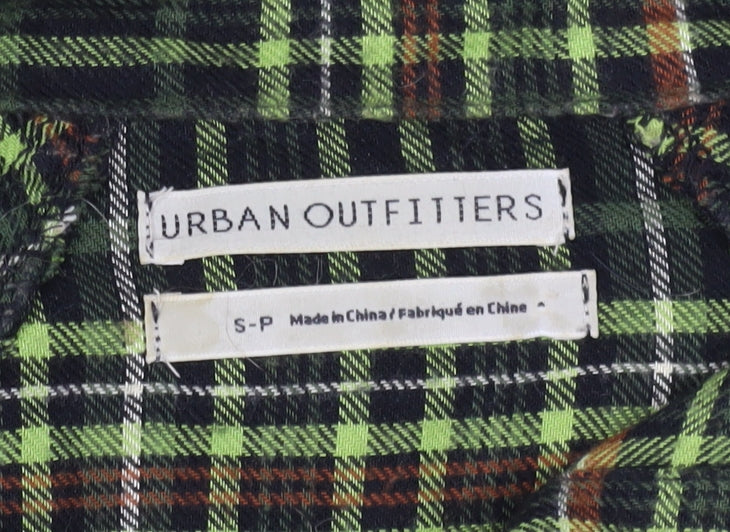 URBAN OUTFITTERS
S-P Made in China / Fabriqué en Chine